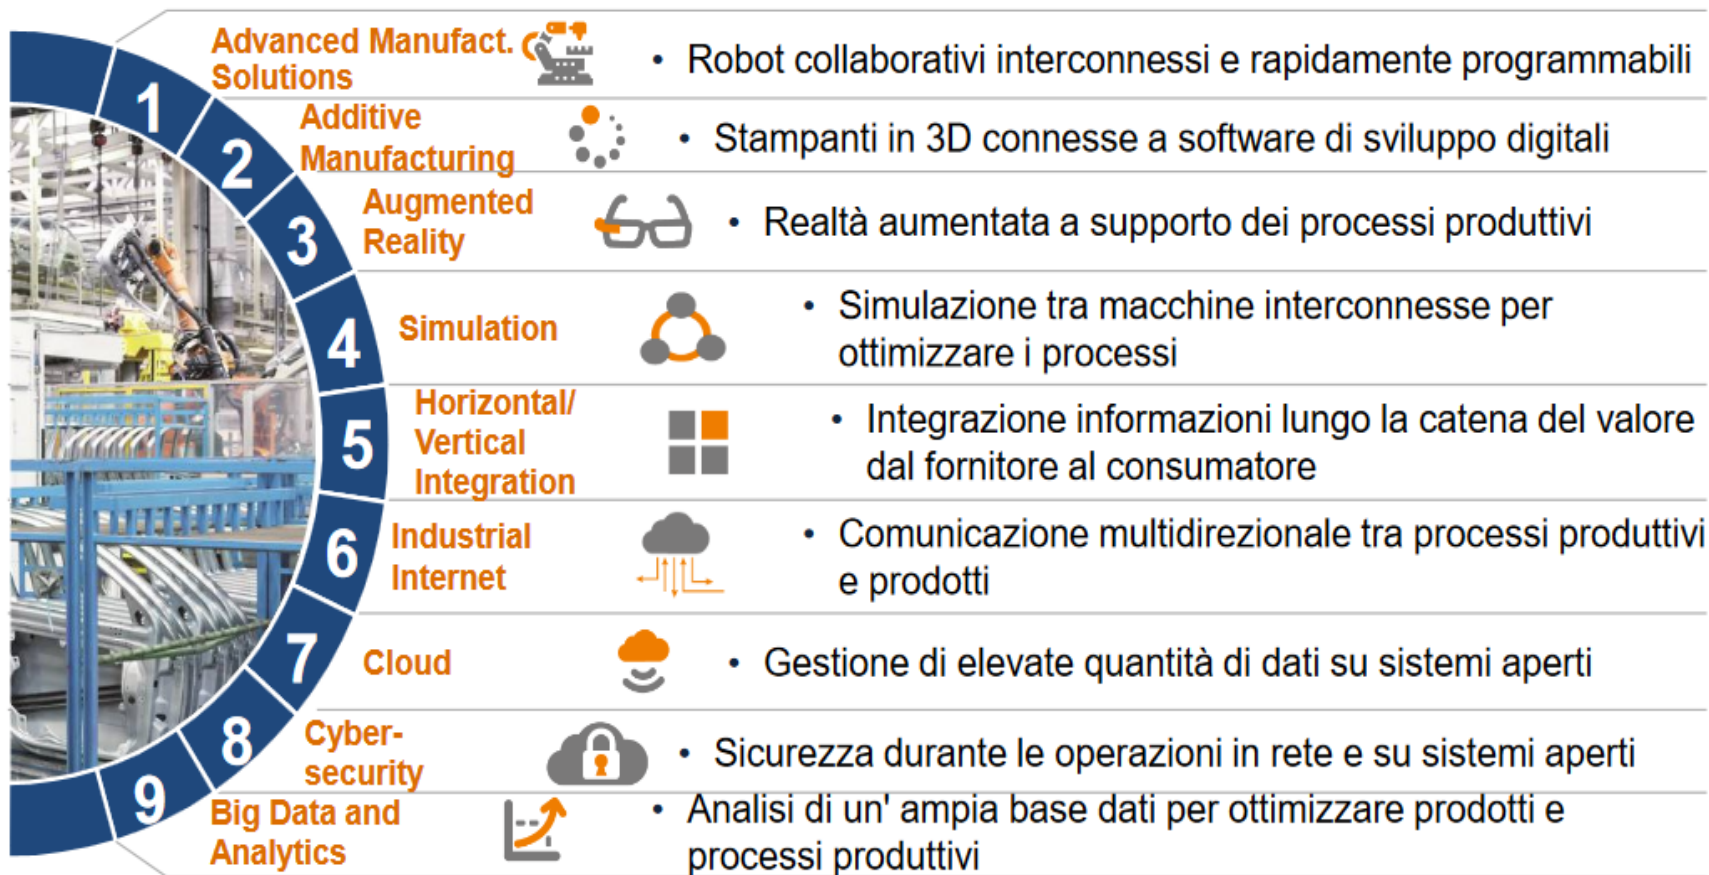 1
Advanced Manufact.
Solutions
• Robot collaborativi interconnessi e rapidamente programmabili
2
Additive
Manufacturing
• Stampanti in 3D connesse a software di sviluppo digitali
3
Augmented
Reality
• Realtà aumentata a supporto dei processi produttivi
4
Simulation
• Simulazione tra macchine interconnesse per
ottimizzare i processi
5
Horizontal/
Vertical
Integration
• Integrazione informazioni lungo la catena del valore
dal fornitore al consumatore
6
Industrial
Internet
• Comunicazione multidirezionale tra processi produttivi
e prodotti
7
Cloud
• Gestione di elevate quantità di dati su sistemi aperti
8
Cyber-
security
• Sicurezza durante le operazioni in rete e su sistemi aperti
9
Big Data and
Analytics
• Analisi di un' ampia base dati per ottimizzare prodotti e
processi produttivi